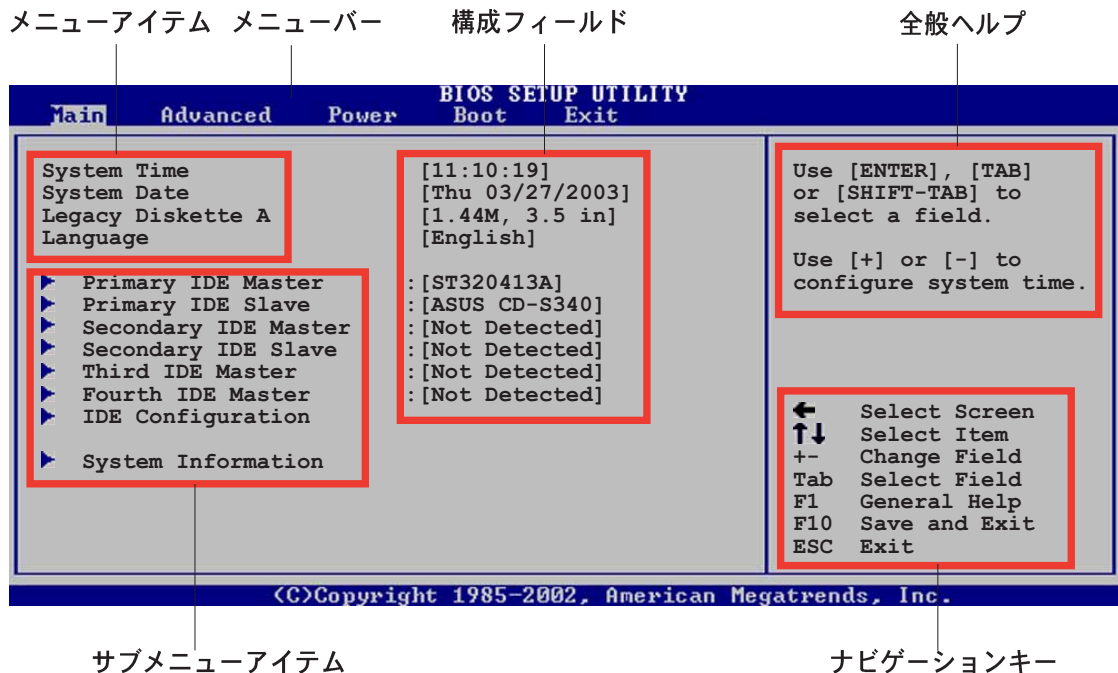 メニューアイテム メニューバー 構成フィールド 全般ヘルプ
BIOS SETUP UTILITY
Main Advanced Power Boot Exit
System Time [11:10:19]
System Date [Thu 03/27/2003]
Legacy Diskette A [1.44M, 3.5 in]
Language [English]
Primary IDE Master :[ST320413A]
Primary IDE Slave :[ASUS CD-S340]
Secondary IDE Master :[Not Detected]
Secondary IDE Slave :[Not Detected]
Third IDE Master :[Not Detected]
Fourth IDE Master :[Not Detected]
IDE Configuration
System Information
Use [ENTER], [TAB]
or [SHIFT-TAB] to
select a field.
Use [+] or [-] to
configure system time.
← Select Screen
↑↓ Select Item
+- Change Field
Tab Select Field
F1 General Help
F10 Save and Exit
ESC Exit
(C)Copyright 1985-2002, American Megatrends, Inc.
サブメニューアイテム ナビゲーションキー